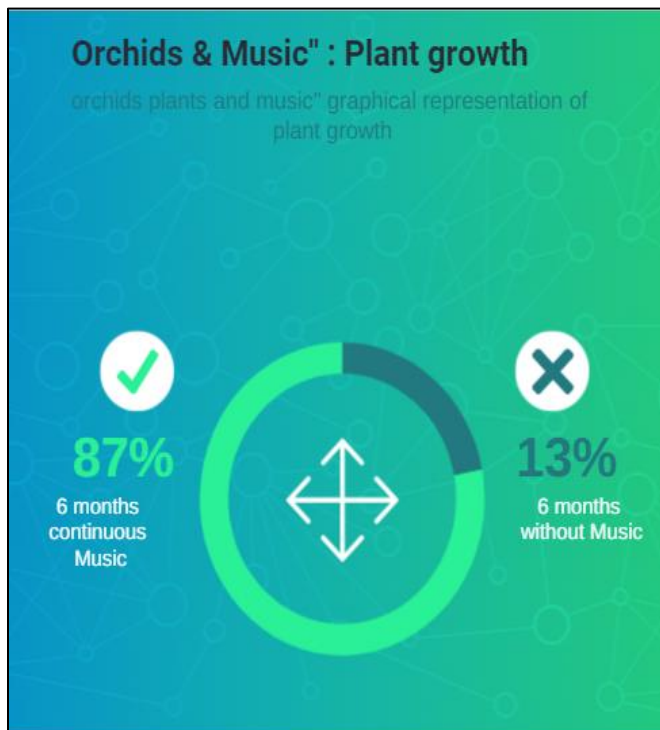 Orchids & Music" : Plant growth
orchids plants and music" graphical representation of
plant growth
87%
6 months
continuous
Music
13%
6 months
without Music